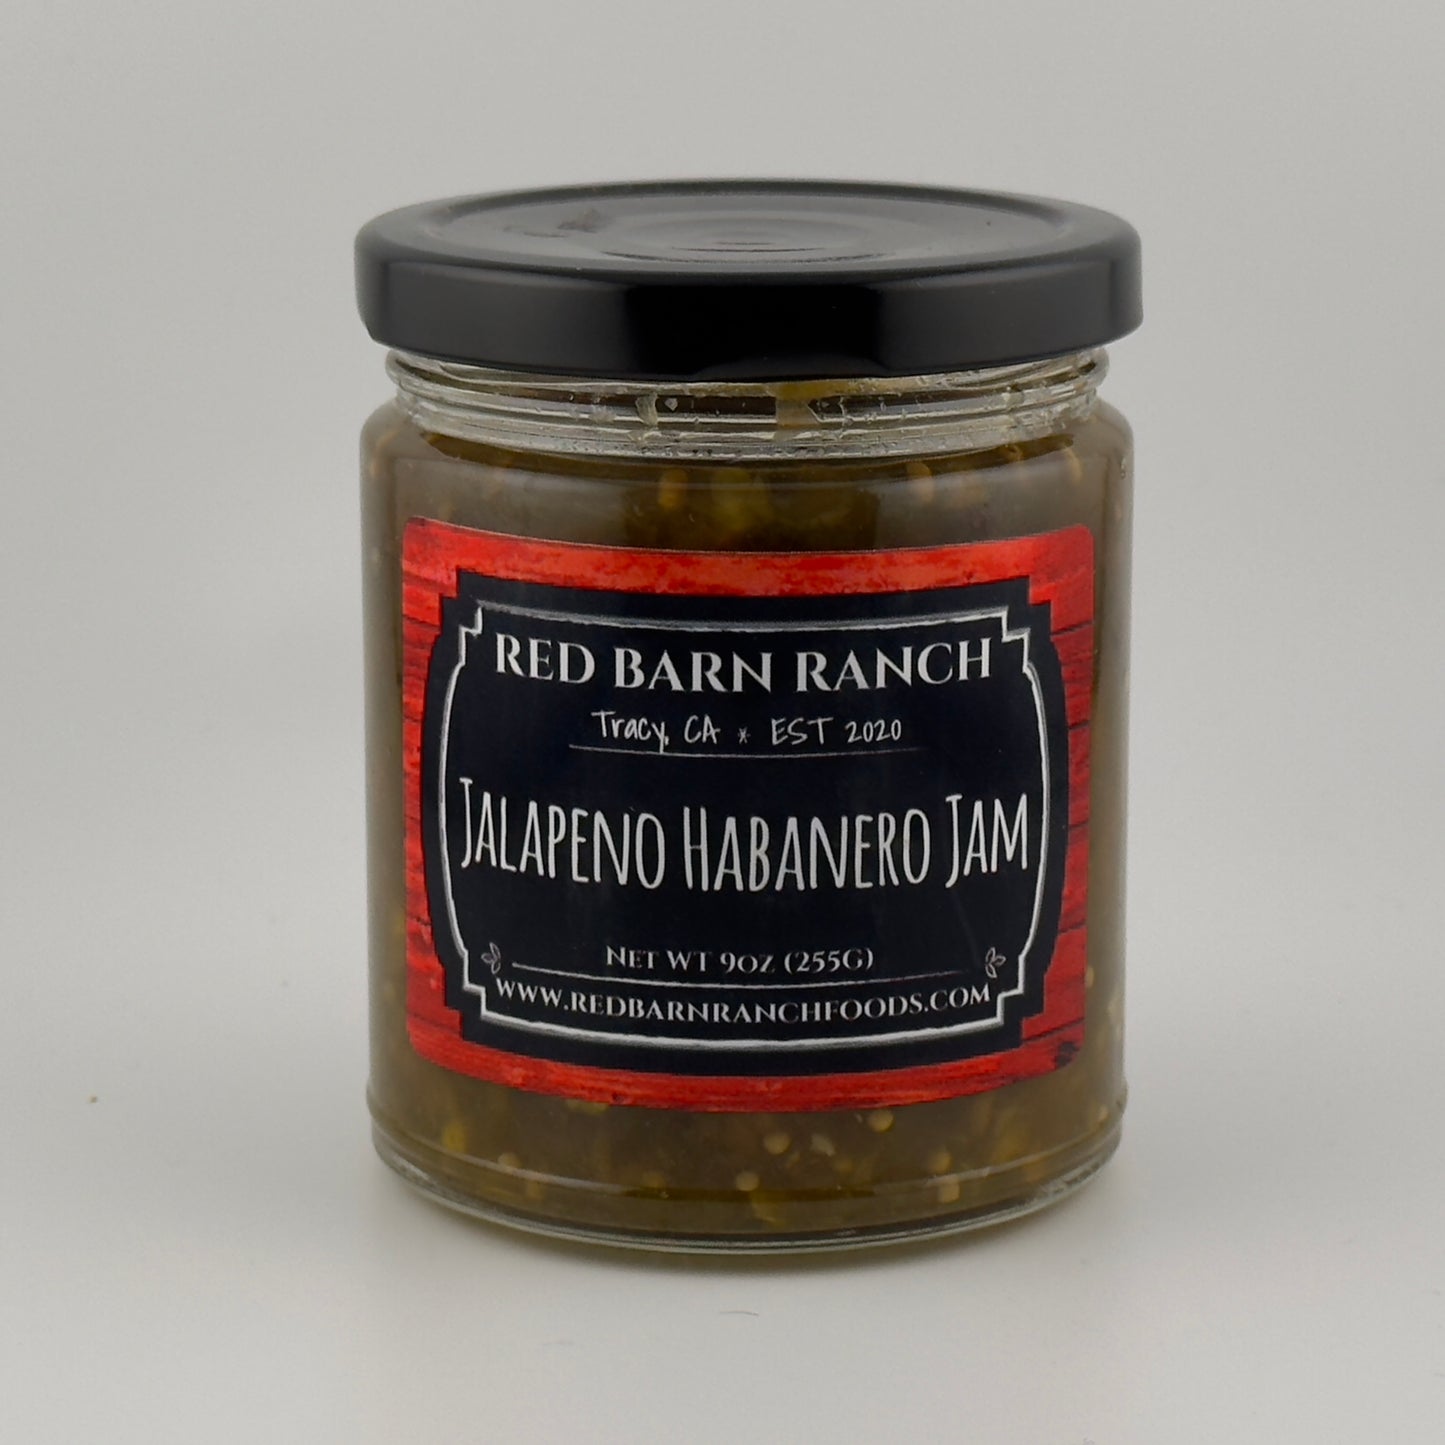 RED BARN RANCH
Tracy, CA * EST 2020
JALAPENO HABANERO JAM
NET WT 9OZ (255G)
WWW.REDBARNRANCHFOODS.COM